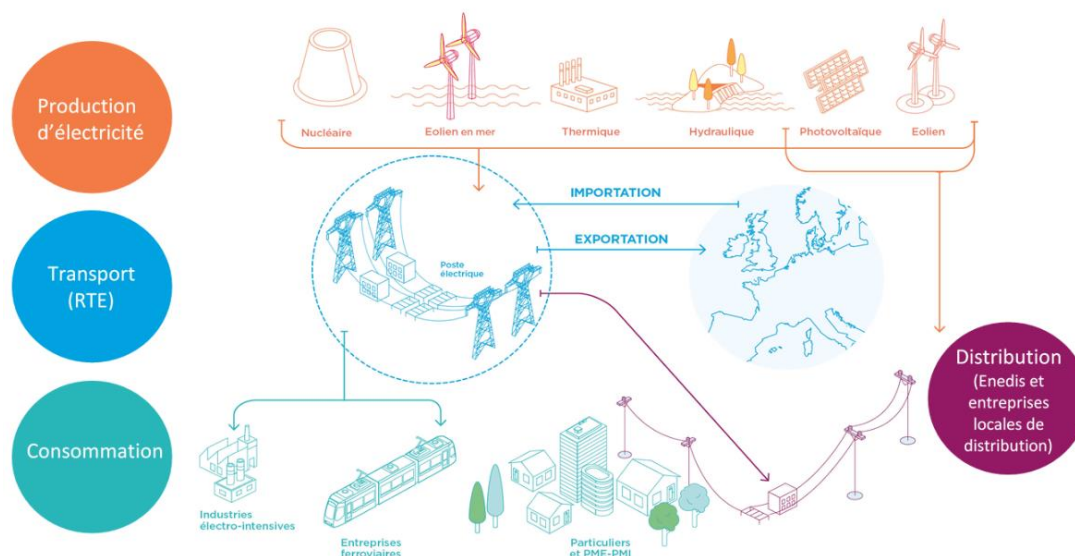 Production
d'électricité
Nucléaire
Eolien en mer
Thermique
Hydraulique
Photovoltaïque
Eolien
IMPORTATION
EXPORTATION
Poste
électrique
Transport
(RTE)
Distribution
(Enedis et
entreprises
locales de
distribution)
Consommation
Industries
électro-intensives
Entreprises
ferroviaires
Particuliers
et PME-PMI